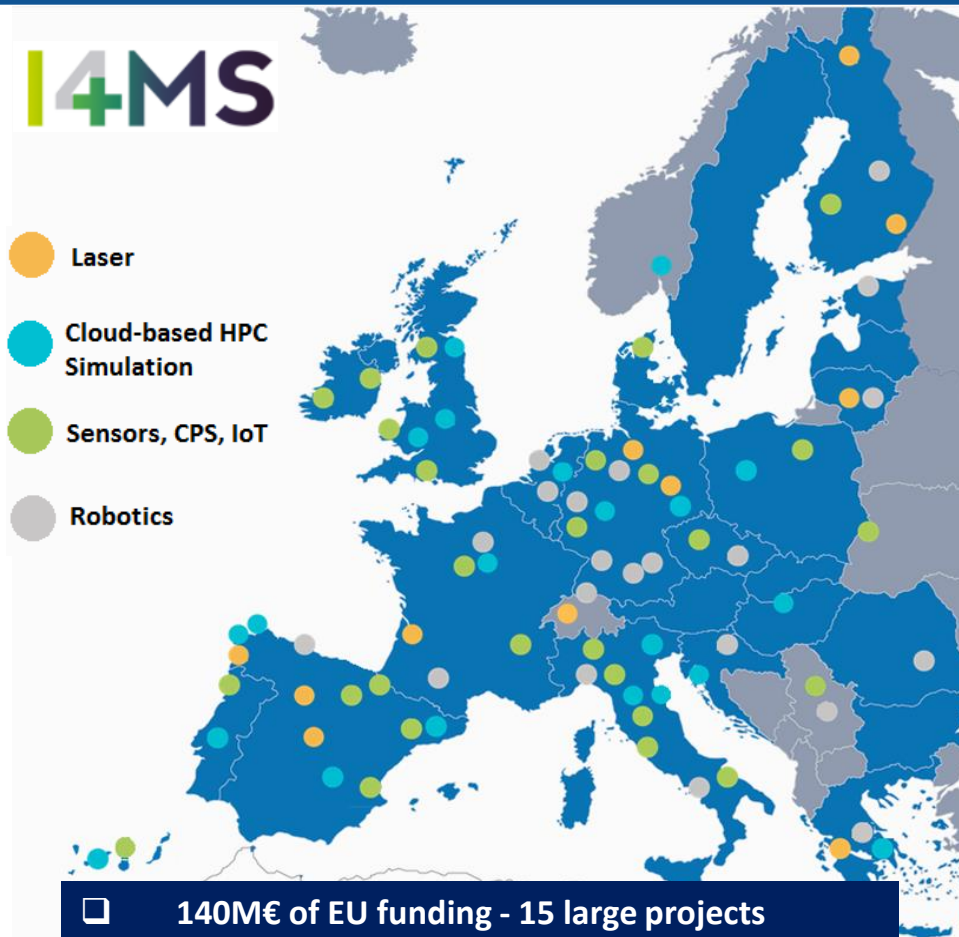 I4MS
Laser
Cloud-based HPC
Simulation
Sensors, CPS, IoT
Robotics
❑ 140M€ of EU funding - 15 large projects